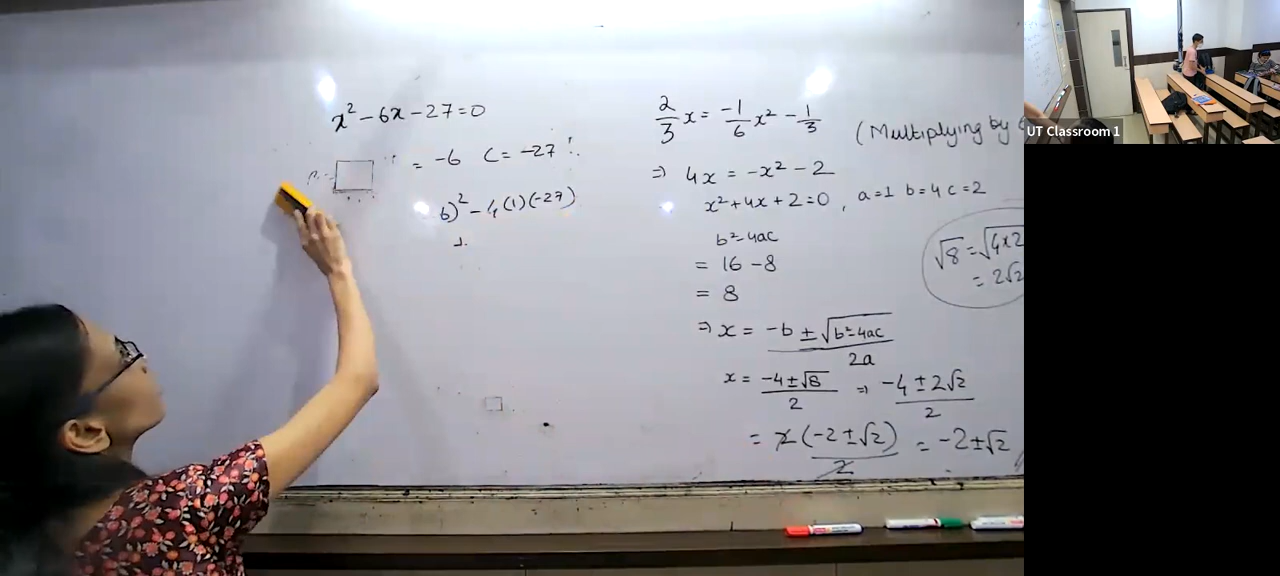 x² - 6x - 27 = 0
= -6 C = -27
6)² - 4(1)(-27)
2/3 x = -1/6 x² - 1/3
(Multiplying by
⇒ 4x = -x² - 2
x² + 4x + 2 = 0, a=1 b=4 c=2
b²-4ac
= 16 - 8
= 8
√8 = √4x2
= 2√2
⇒ x = -b ± √b²-4ac / 2a
x = -4±√8 / 2 ⇒ -4 ± 2√2 / 2
= 2(-2±√2) / 2 = -2±√2
UT Classroom 1